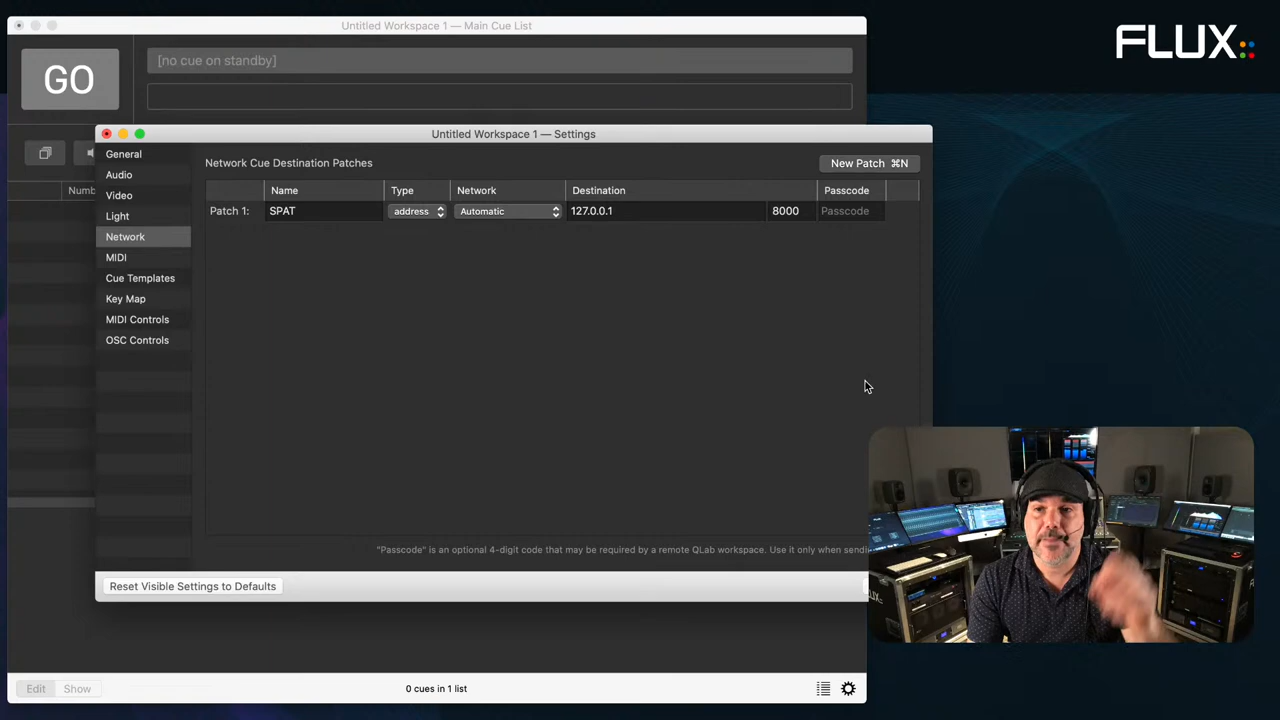 Untitled Workspace 1 — Main Cue List
FLUX::
GO
[no cue on standby]
Untitled Workspace 1 — Settings
General
Audio
Video
Light
Network
MIDI
Cue Templates
Key Map
MIDI Controls
OSC Controls
Network Cue Destination Patches
New Patch ⌘N
Numb
Name Type Network Destination Passcode
Patch 1: SPAT address Automatic 127.0.0.1 8000 Passcode
"Passcode" is an optional 4-digit code that may be required by a remote QLab workspace. Use it only when sendi
Reset Visible Settings to Defaults
Edit Show
0 cues in 1 list